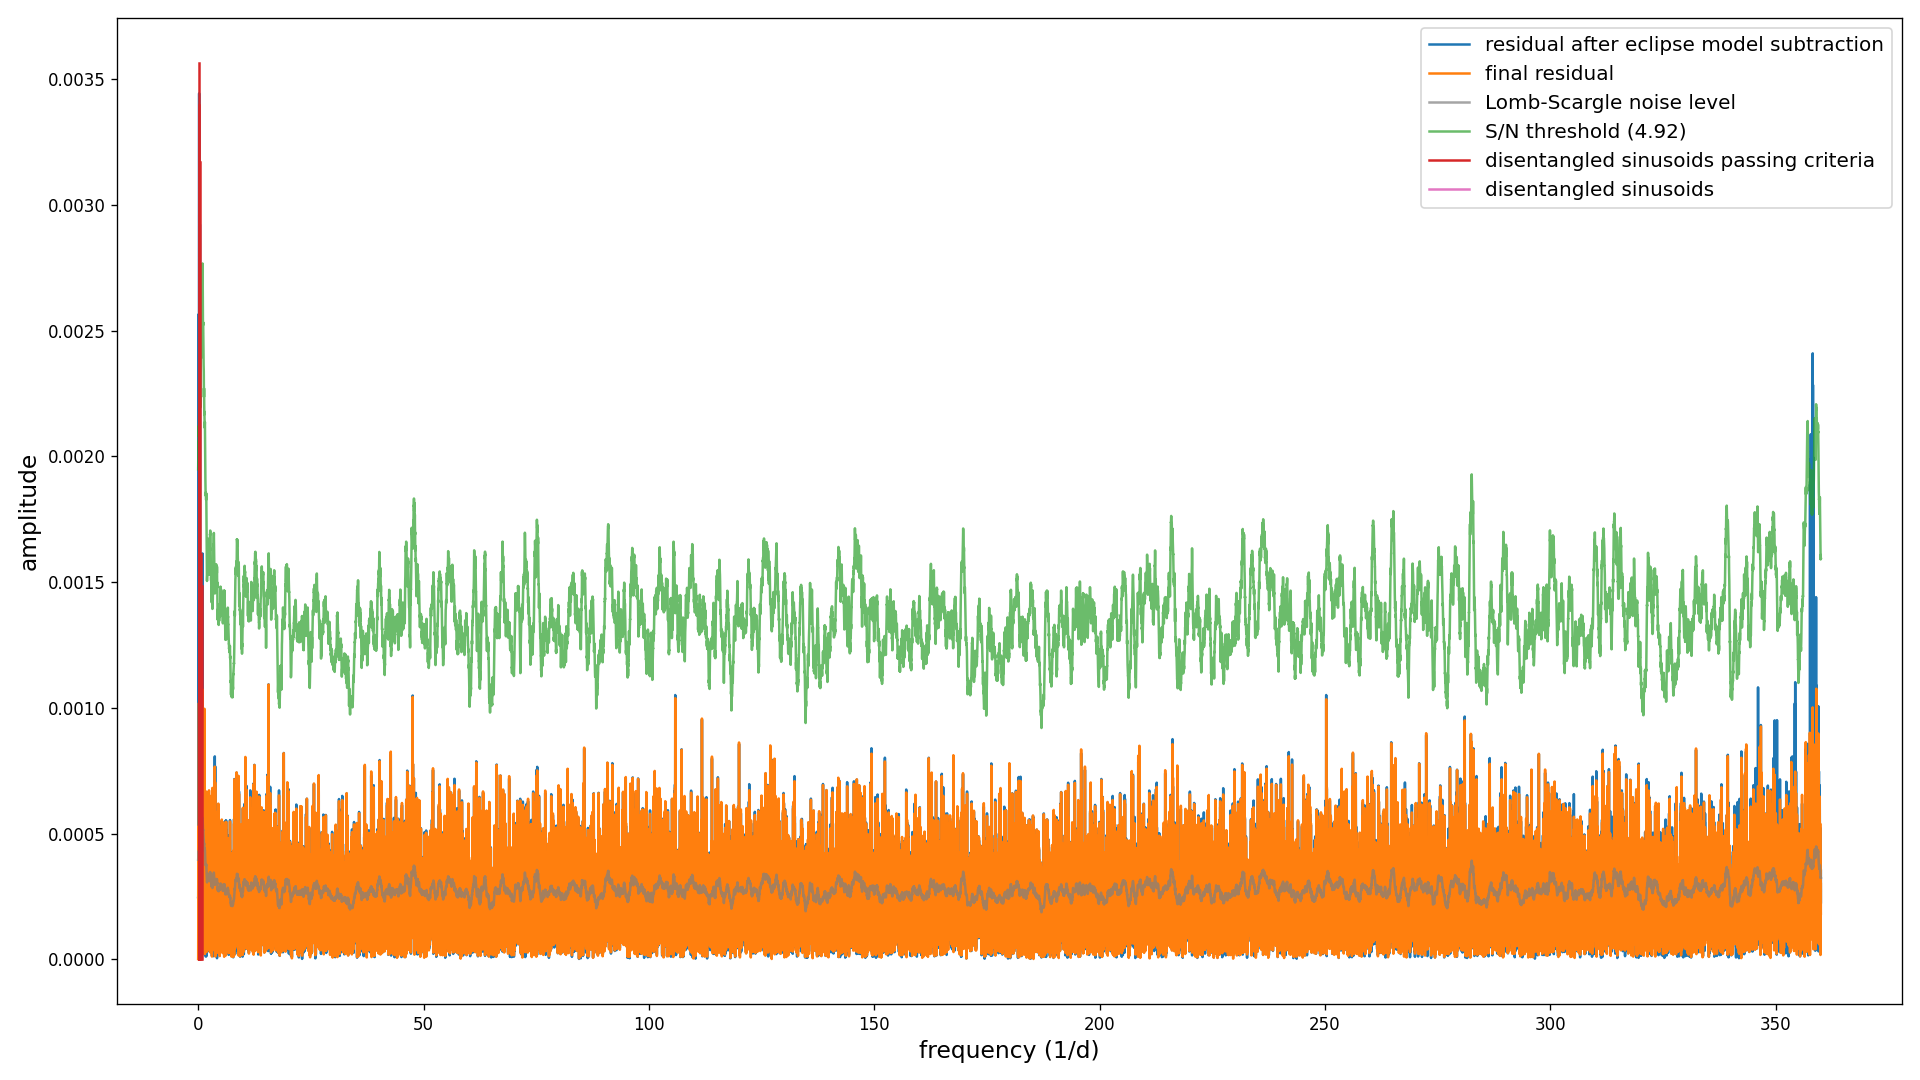 residual after eclipse model subtraction
final residual
Lomb-Scargle noise level
S/N threshold (4.92)
disentangled sinusoids passing criteria
disentangled sinusoids
amplitude
0.0035
0.0030
0.0025
0.0020
0.0015
0.0010
0.0005
0.0000
0 50 100 150 200 250 300 350
frequency (1/d)